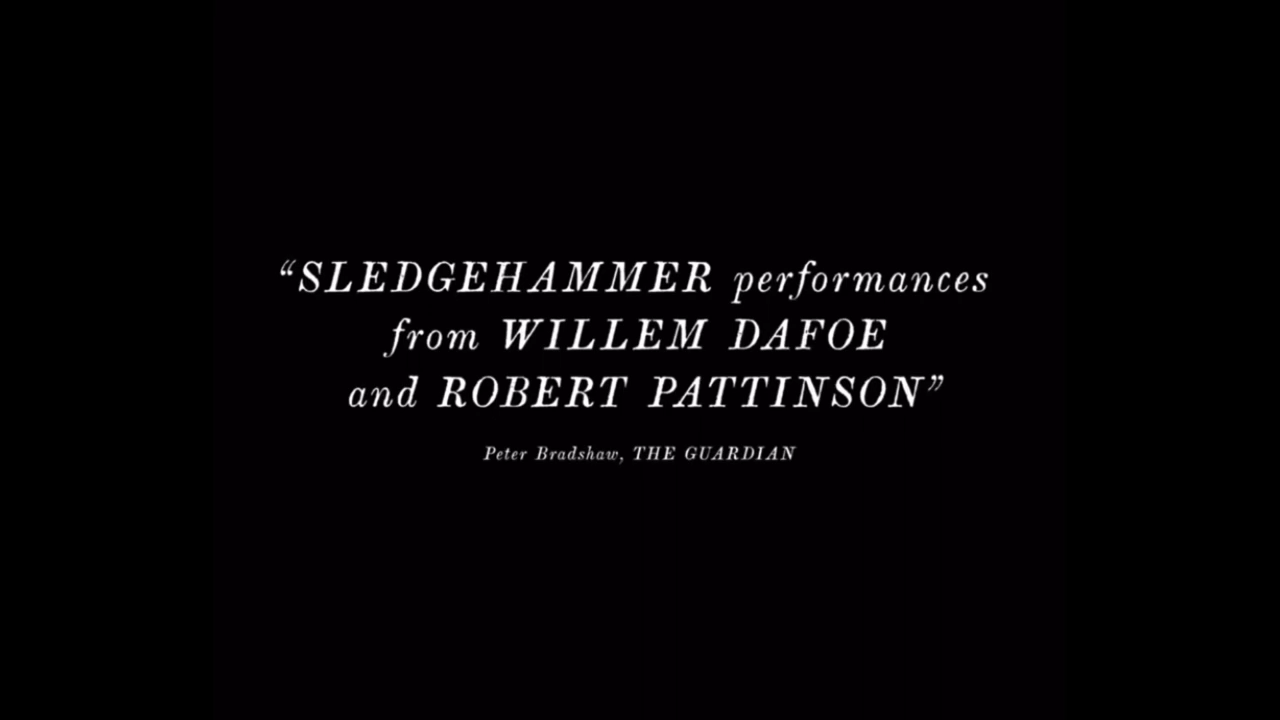 “SLEDGEHAMMER performances
from WILLEM DAFOE
and ROBERT PATTINSON”
Peter Bradshaw, THE GUARDIAN